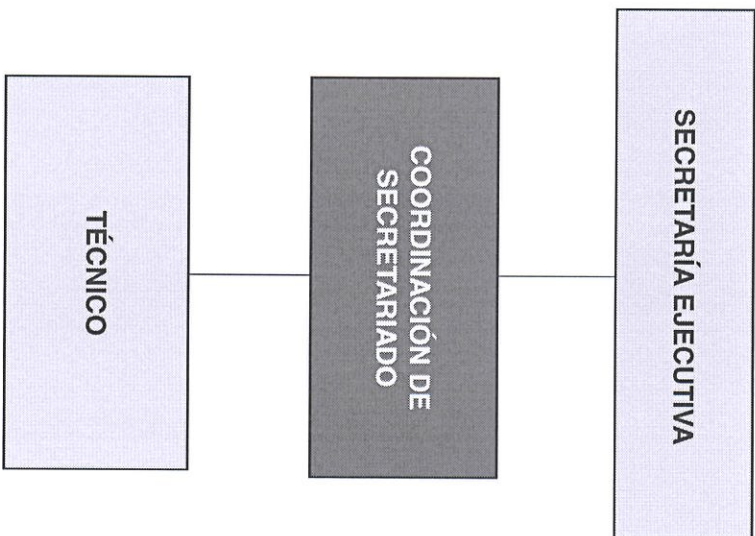 SECRETARÍA EJECUTIVA
COORDINACIÓN DE
SECRETARIADO
TÉCNICO